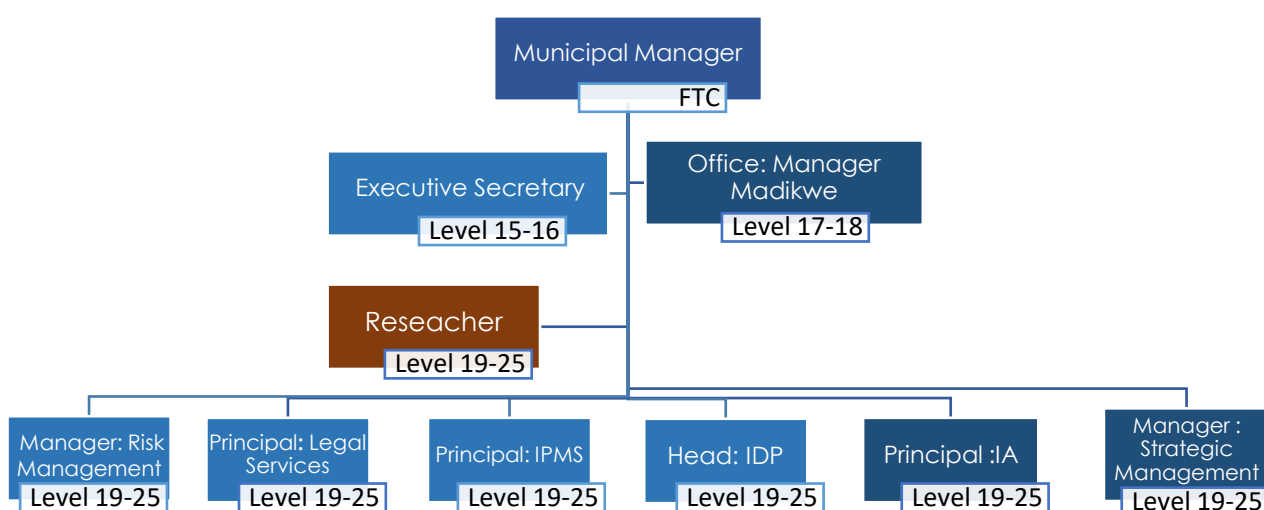 Municipal Manager
FTC
Executive Secretary
Level 15-16
Office: Manager
Madikwe
Level 17-18
Reseacher
Level 19-25
Manager: Risk
Management
Level 19-25
Principal: Legal
Services
Level 19-25
Principal: IPMS
Level 19-25
Head: IDP
Level 19-25
Principal :IA
Level 19-25
Manager :
Strategic
Management
Level 19-25